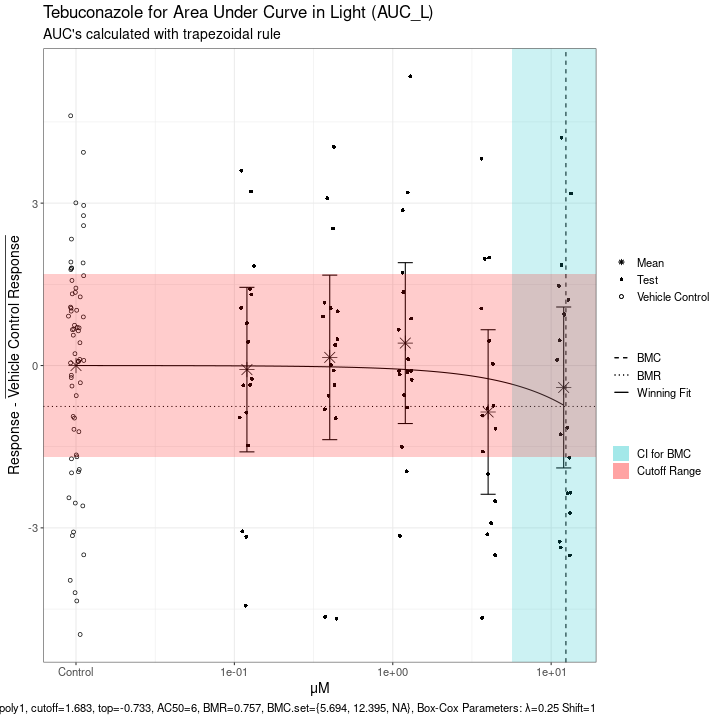 Tebuconazole for Area Under Curve in Light (AUC_L)
AUC's calculated with trapezoidal rule
Response - Vehicle Control Response
3
0
-3
Control
1e-01
1e+00
1e+01
μM
Mean
Test
Vehicle Control
BMC
BMR
Winning Fit
CI for BMC
Cutoff Range
poly1, cutoff=1.683, top=-0.733, AC50=6, BMR=0.757, BMC.set={5.694, 12.395, NA}, Box-Cox Parameters: λ=0.25 Shift=1